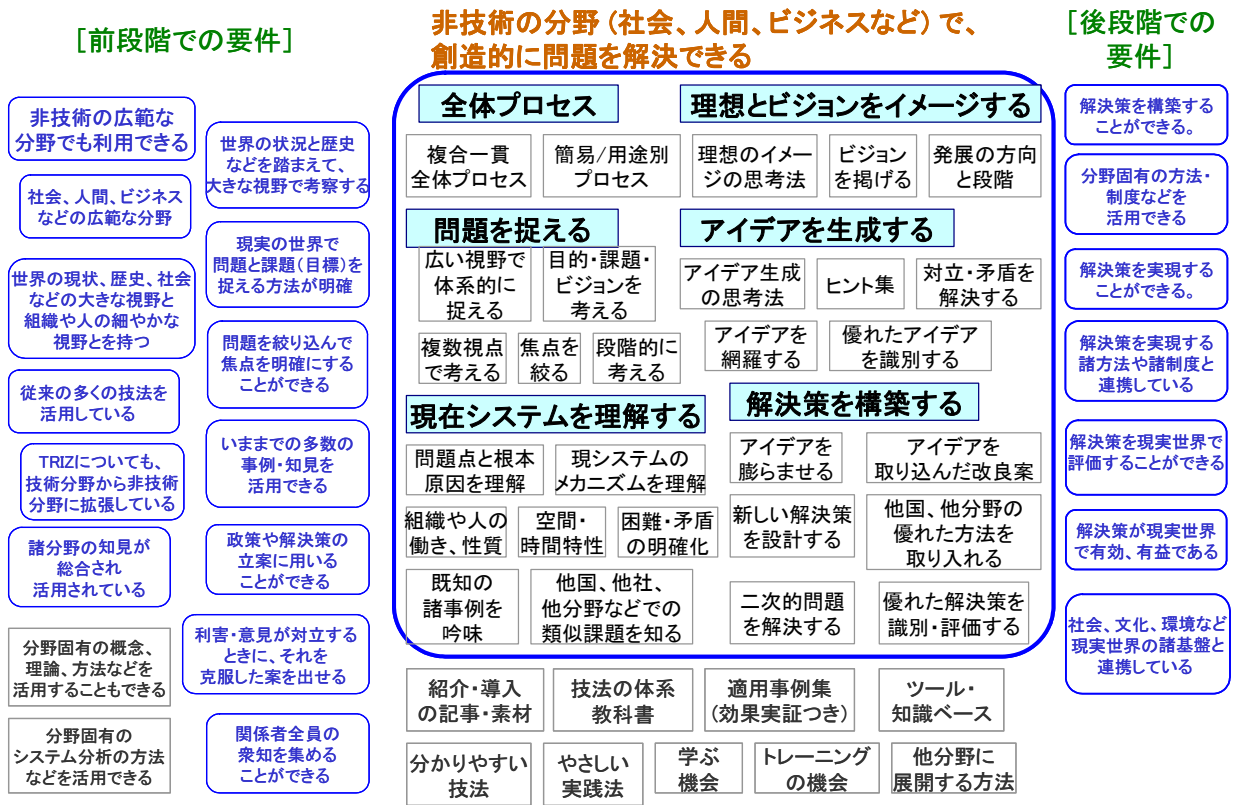 ［前段階での要件］
非技術の分野（社会、人間、ビジネスなど）で、
創造的に問題を解決できる
［後段階での
要件］
非技術の広範な
分野でも利用できる
社会、人間、ビジネス
などの広範な分野
世界の現状、歴史、社会
などの大きな視野と
組織や人の細やかな
視野とを持つ
従来の多くの技法を
活用している
TRIZについても、
技術分野から非技術
分野に拡張している
諸分野の知見が
総合され
活用されている
分野固有の概念、
理論、方法などを
活用することもできる
分野固有の
システム分析の方法
などを活用できる
世界の状況と歴史
などを踏まえて、
大きな視野で考察する
現実の世界で
問題と課題（目標）を
捉える方法が明確
問題を絞り込んで
焦点を明確にする
ことができる
いままでの多数の
事例・知見を
活用できる
政策や解決策の
立案に用いる
ことができる
利害・意見が対立する
ときに、それを
克服した案を出せる
関係者全員の
衆知を集める
ことができる
全体プロセス
複合一貫
全体プロセス
簡易/用途別
プロセス
理想とビジョンをイメージする
理想のイメー
ジの思考法
ビジョン
を掲げる
発展の方向
と段階
問題を捉える
広い視野で
体系的に
捉える
目的・課題・
ビジョンを
考える
複数視点
で考える
焦点を
絞る
段階的に
考える
アイデアを生成する
アイデア生成
の思考法
ヒント集
対立・矛盾を
解決する
アイデアを
網羅する
優れたアイデア
を識別する
現在システムを理解する
問題点と根本
原因を理解
現システムの
メカニズムを理解
組織や人の
働き、性質
空間・
時間特性
困難・矛盾
の明確化
既知の
諸事例を
吟味
他国、他社、
他分野などでの
類似課題を知る
解決策を構築する
アイデアを
膨らませる
アイデアを
取り込んだ改良案
新しい解決策
を設計する
他国、他分野の
優れた方法を
取り入れる
二次的問題
を解決する
優れた解決策を
識別・評価する
紹介・導入
の記事・素材
技法の体系
教科書
適用事例集
（効果実証つき）
ツール・
知識ベース
分かりやすい
技法
やさしい
実践法
学ぶ
機会
トレーニング
の機会
他分野に
展開する方法
解決策を構築する
ことができる。
分野固有の方法・
制度などを
活用できる
解決策を実現する
ことができる。
解決策を実現する
諸方法や諸制度と
連携している
解決策を現実世界で
評価することができる
解決策が現実世界
で有効、有益である
社会、文化、環境など
現実世界の諸基盤と
連携している